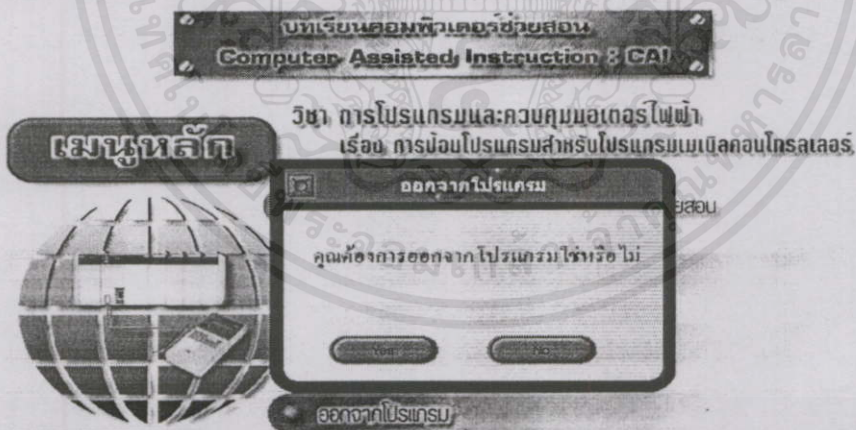 บทเรียนคอมพิวเตอร์ช่วยสอน
Computer Assisted Instruction : CAI
วิชา การโปรแกรมและควบคุมมอเตอร์ไฟฟ้า
เรื่อง การป้อนโปรแกรมสำหรับโปรแกรมเมเบิลคอนโทรลเลอร์
เมนูหลัก
ออกจากโปรแกรม
ยสอน
คุณต้องการออกจากโปรแกรมใช่หรือไม่
Yes
No
ออกจากโปรแกรม